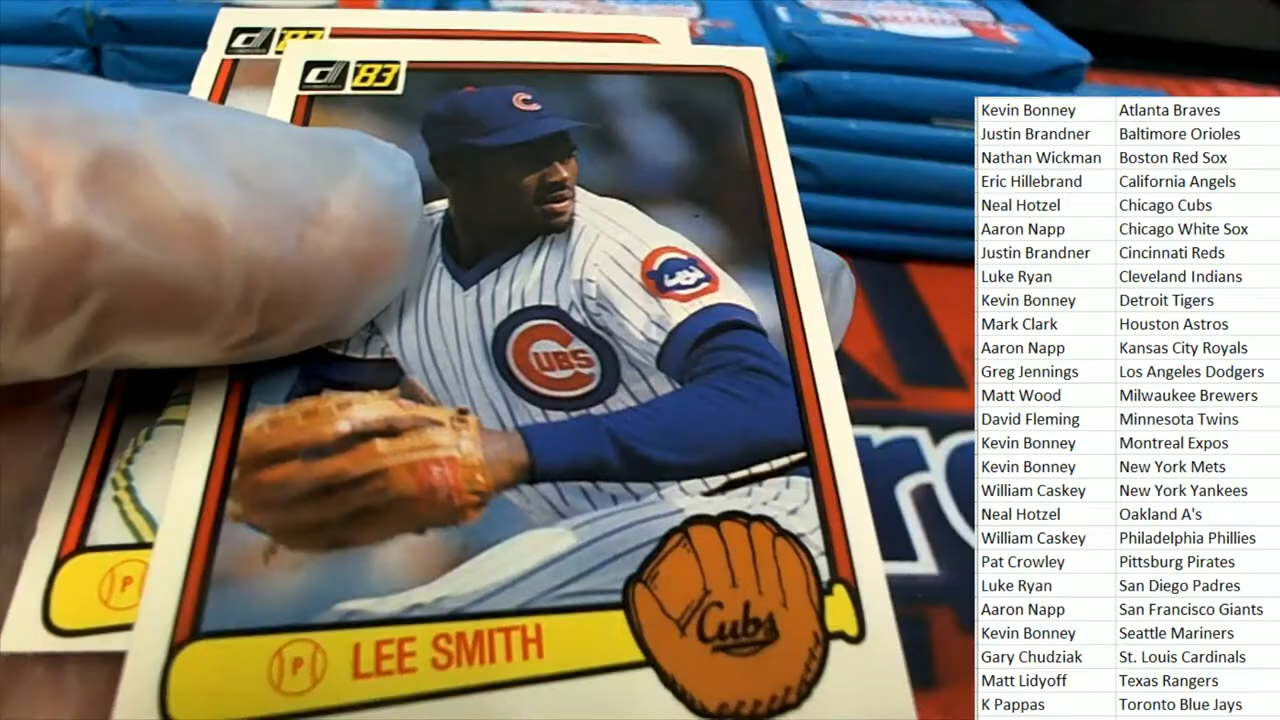 '83
C
CUBS
CUBS
P
P
LEE SMITH
Cubs
Kevin Bonney Atlanta Braves
Justin Brandner Baltimore Orioles
Nathan Wickman Boston Red Sox
Eric Hillebrand California Angels
Neal Hotzel Chicago Cubs
Aaron Napp Chicago White Sox
Justin Brandner Cincinnati Reds
Luke Ryan Cleveland Indians
Kevin Bonney Detroit Tigers
Mark Clark Houston Astros
Aaron Napp Kansas City Royals
Greg Jennings Los Angeles Dodgers
Matt Wood Milwaukee Brewers
David Fleming Minnesota Twins
Kevin Bonney Montreal Expos
Kevin Bonney New York Mets
William Caskey New York Yankees
Neal Hotzel Oakland A's
William Caskey Philadelphia Phillies
Pat Crowley Pittsburg Pirates
Luke Ryan San Diego Padres
Aaron Napp San Francisco Giants
Kevin Bonney Seattle Mariners
Gary Chudziak St. Louis Cardinals
Matt Lidyoff Texas Rangers
K Pappas Toronto Blue Jays